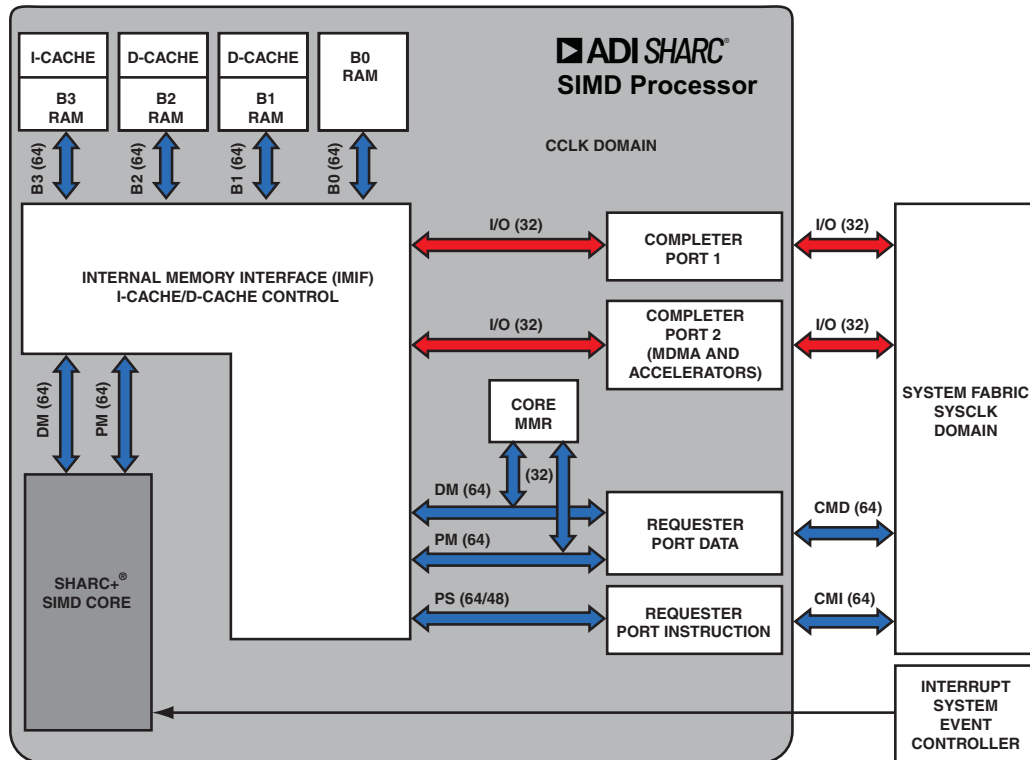 I-CACHE
B3
RAM
D-CACHE
B2
RAM
D-CACHE
B1
RAM
B0
RAM
ADI SHARC®
SIMD Processor
CCLK DOMAIN
B3 (64)
B2 (64)
B1 (64)
B0 (64)
INTERNAL MEMORY INTERFACE (IMIF)
I-CACHE/D-CACHE CONTROL
I/O (32)
COMPLETER
PORT 1
I/O (32)
I/O (32)
COMPLETER
PORT 2
(MDMA AND
ACCELERATORS)
I/O (32)
SYSTEM FABRIC
SYSCLK
DOMAIN
DM (64)
PM (64)
CORE
MMR
(32)
DM (64)
PM (64)
REQUESTER
PORT DATA
CMD (64)
PS (64/48)
REQUESTER
PORT INSTRUCTION
CMI (64)
SHARC+®
SIMD CORE
INTERRUPT
SYSTEM
EVENT
CONTROLLER